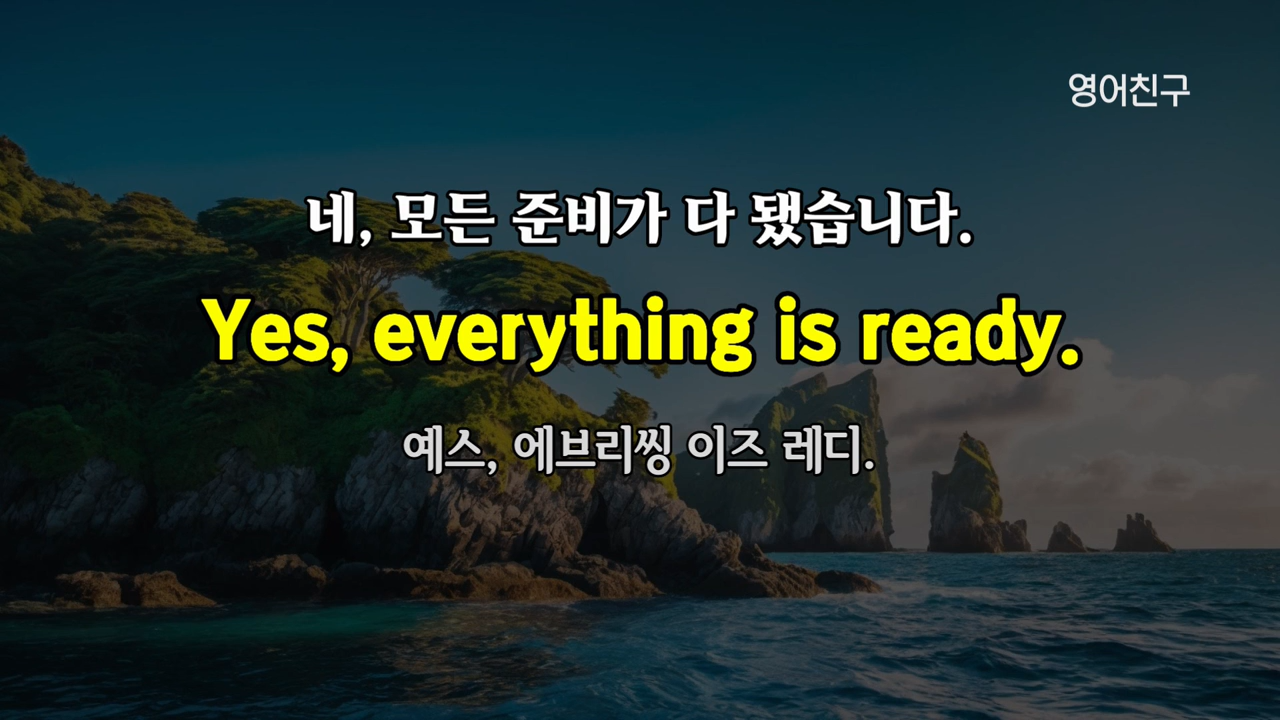 영어친구
네, 모든 준비가 다 됐습니다.
Yes, everything is ready.
예스, 에브리씽 이즈 레디.